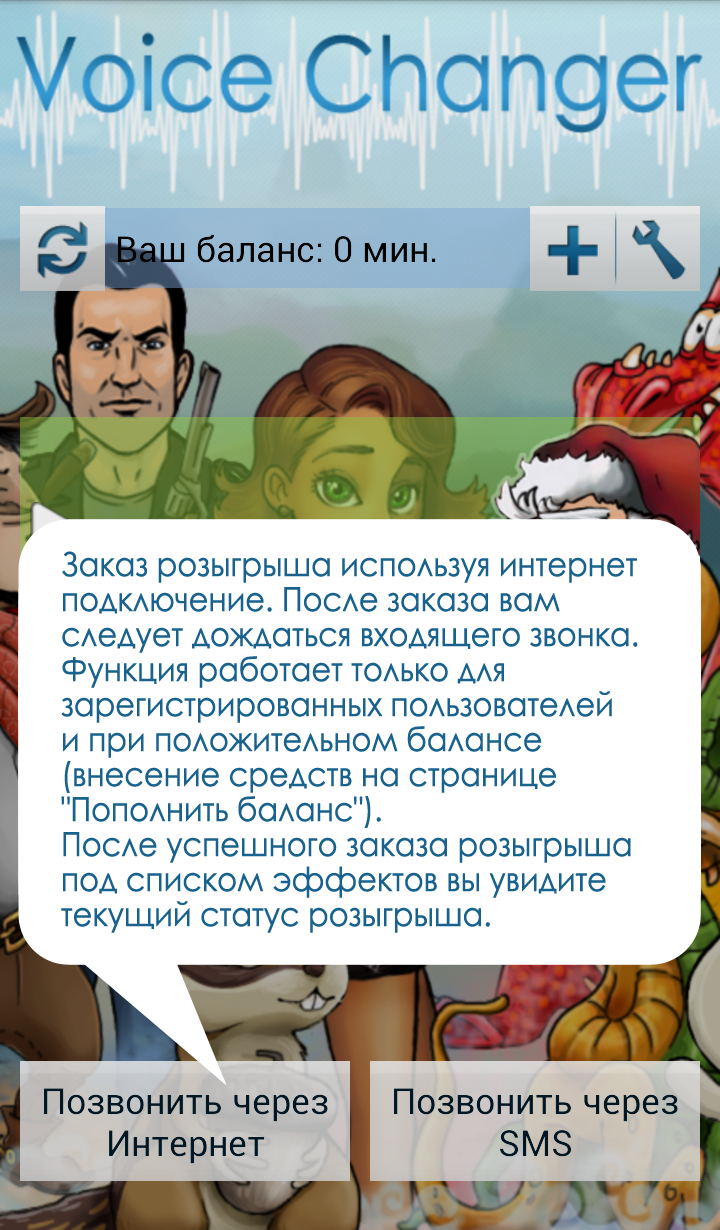 Voice Changer
Ваш баланс: 0 мин.
Заказ розыгрыша используя интернет
подключение. После заказа вам
следует дождаться входящего звонка.
Функция работает только для
зарегистрированных пользователей
и при положительном балансе
(внесение средств на странице
"Пополнить баланс").
После успешного заказа розыгрыша
под списком эффектов вы увидите
текущий статус розыгрыша.
Позвонить через
Интернет
Позвонить через
SMS